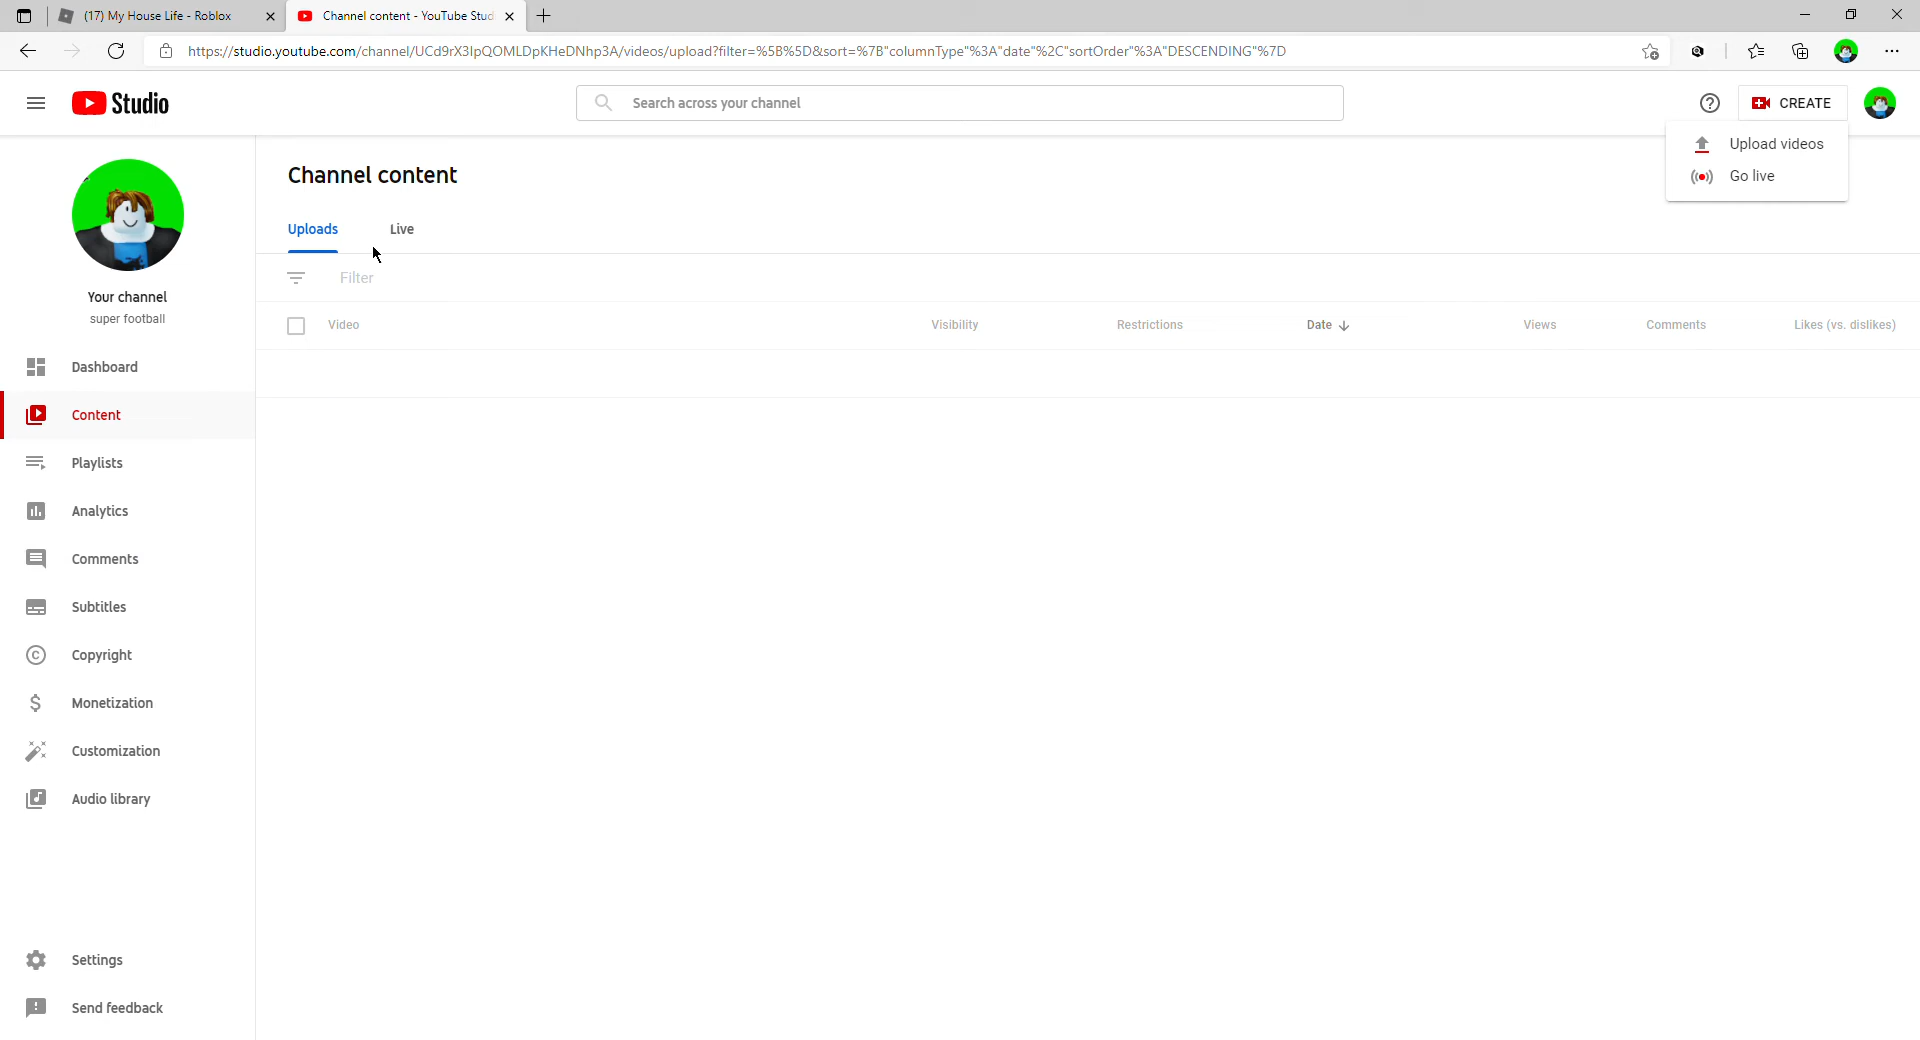 (17) My House Life - Roblox
Channel content - YouTube Stud
https://studio.youtube.com/channel/UCd9rX3IpQOMLDpKHeDNhp3A/videos/upload?filter=%5B%5D&sort=%7B"columnType"%3A"date"%2C"sortOrder"%3A"DESCENDING"%7D
Studio
Search across your channel
CREATE
Upload videos
Go live
Your channel
super football
Dashboard
Content
Playlists
Analytics
Comments
Subtitles
Copyright
Monetization
Customization
Audio library
Settings
Send feedback
Channel content
Uploads Live
Filter
Video Visibility Restrictions Date Views Comments Likes (vs. dislikes)